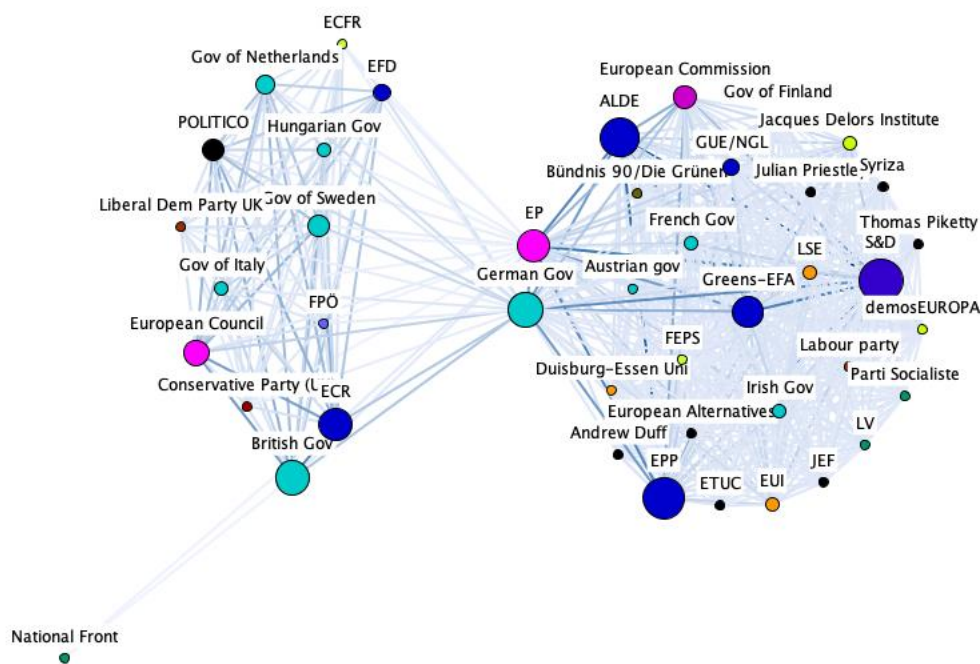 ECFR
Gov of Netherlands
EFD
European Commission
Gov of Finland
ALDE
POLITICO
Hungarian Gov
Jacques Delors Institute
GUE/NGL
Bündnis 90/Die Grünen
Julian Priestle
Syriza
Liberal Dem Party UK
Gov of Sweden
EP
French Gov
Thomas Piketty
S&D
LSE
Gov of Italy
German Gov
Austrian gov
Greens-EFA
FPÖ
demosEUROPA
European Council
FEPS
Labour party
Duisburg-Essen Uni
Parti Socialiste
Conservative Party (U
ECR
Irish Gov
European Alternatives
LV
Andrew Duff
British Gov
EPP
JEF
ETUC
EUI
National Front